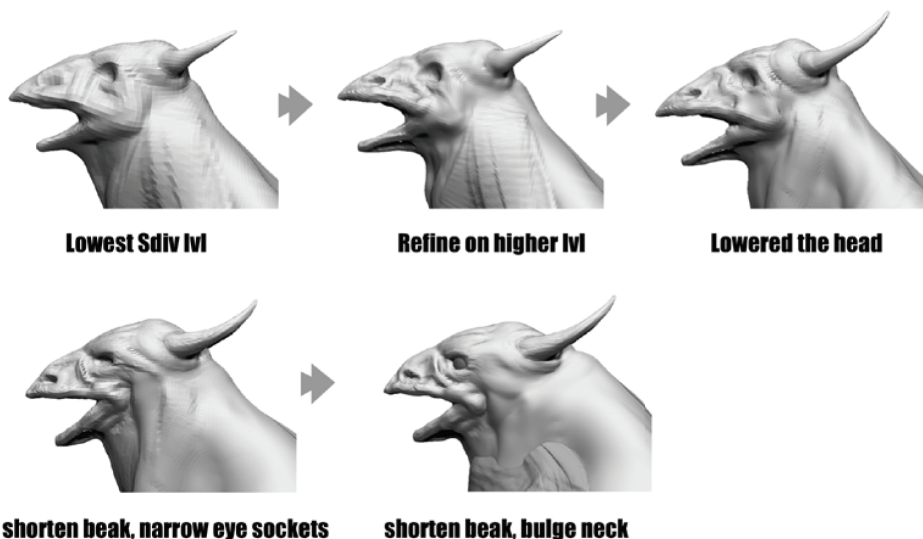 Lowest Sdiv lvl
Refine on higher lvl
Lowered the head
shorten beak, narrow eye sockets
shorten beak, bulge neck